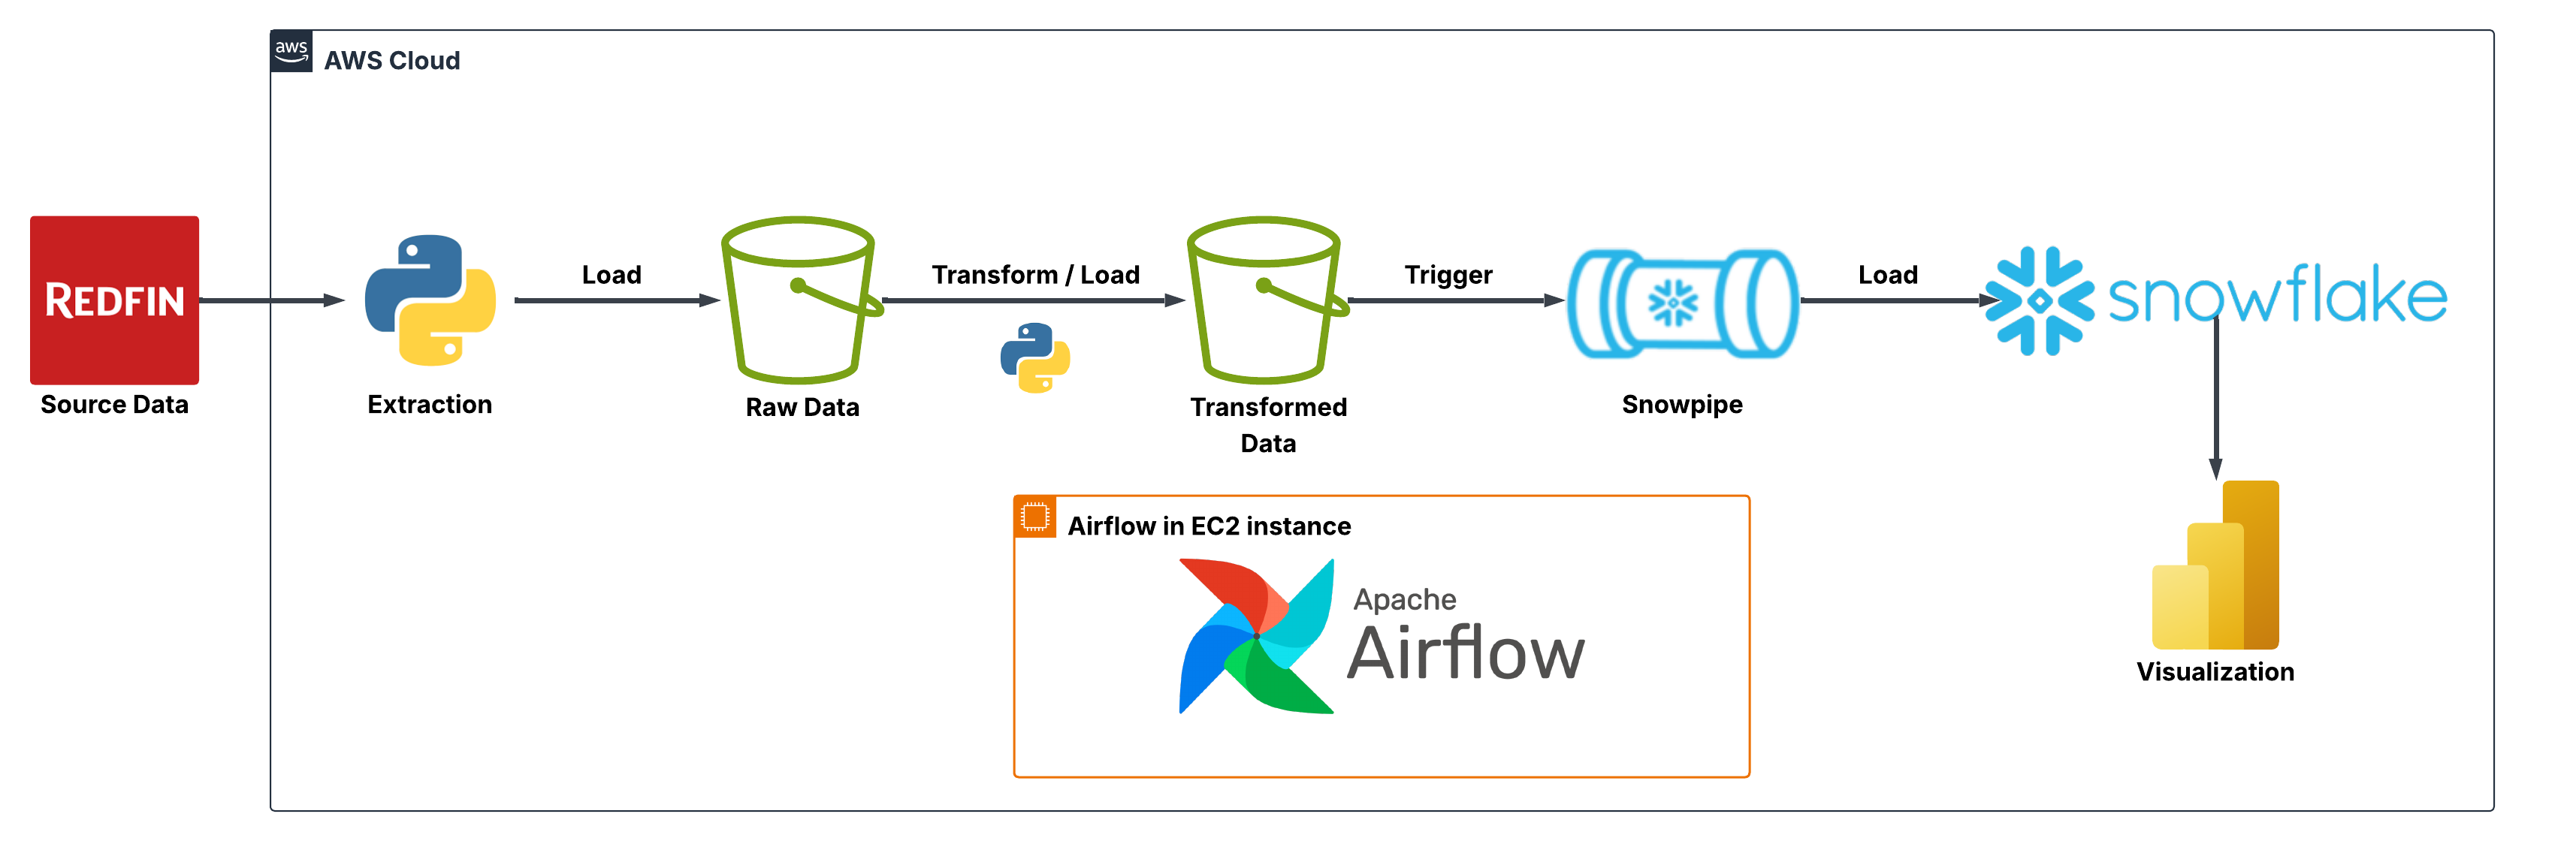 aws
AWS Cloud
REDFIN
Source Data
Extraction
Load
Raw Data
Transform / Load
Transformed
Data
Trigger
Snowpipe
Load
snowflake
Airflow in EC2 instance
Apache
Airflow
Visualization